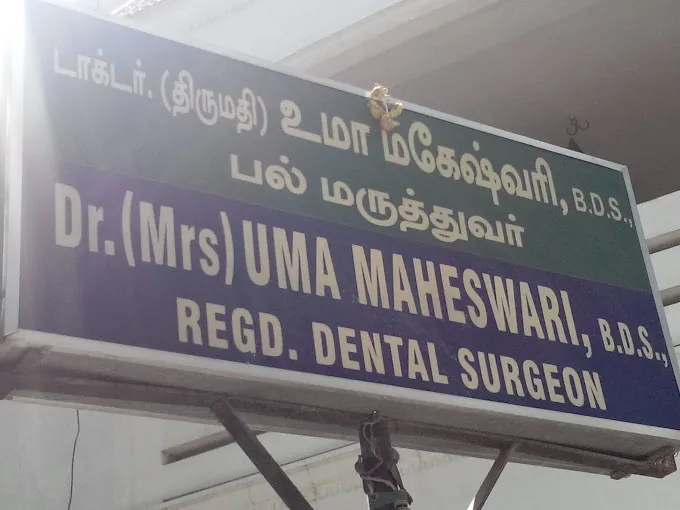 டாக்டர். (திருமதி) உமா மகேஷ்வரி, B.D.S.,
பல் மருத்துவர்
Dr. (Mrs) UMA MAHESWARI, B.D.S.,
REGD. DENTAL SURGEON